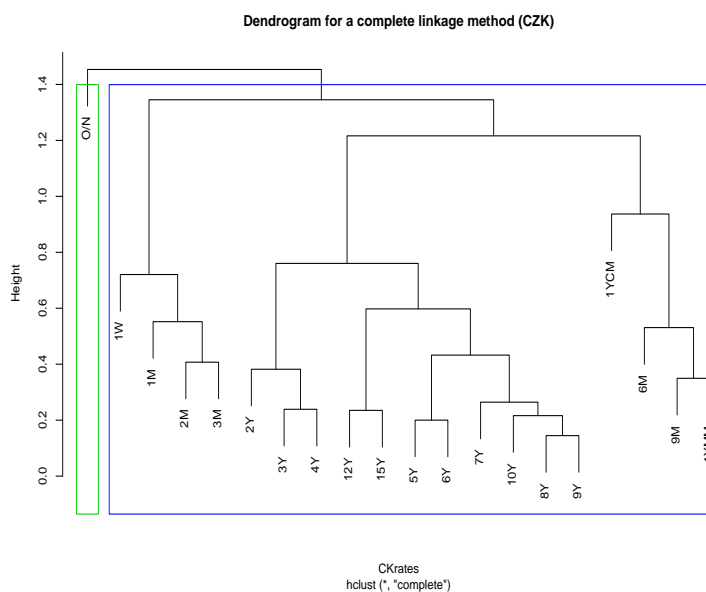 Dendrogram for a complete linkage method (CZK)
Height
1.4
1.2
1.0
0.8
0.6
0.4
0.2
0.0
O/N
1W
1M
2M
3M
2Y
3Y
4Y
12Y
15Y
5Y
6Y
7Y
10Y
8Y
9Y
1YCM
6M
9M
CKrates
hclust (*, "complete")